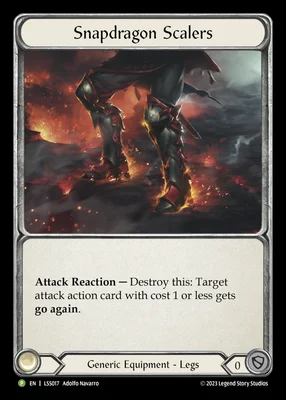 Snapdragon Scalers
Attack Reaction — Destroy this: Target
attack action card with cost 1 or less gets
go again.
Generic Equipment - Legs
0
P EN | LSS017 Adolfo Navarro
© 2023 Legend Story Studios